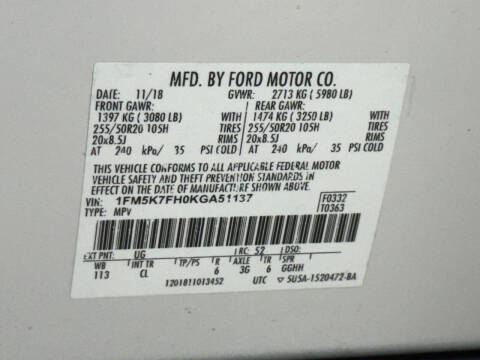 MFD. BY FORD MOTOR CO.
DATE: 11/18 GVWR: 2713 KG ( 5980 LB)
FRONT GAWR: REAR GAWR:
1397 KG ( 3080 LB) WITH 1474 KG ( 3250 LB) WITH
255/50R20 105H TIRES 255/50R20 105H TIRES
20x8.5J RIMS 20x8.5J RIMS
AT 240 kPa/ 35 PSI COLD AT 240 kPa/ 35 PSI COLD
THIS VEHICLE CONFORMS TO ALL APPLICABLE FEDERAL MOTOR
VEHICLE SAFETY AND THEFT PREVENTION STANDARDS IN EFFECT
ON THE DATE OF MANUFACTURE SHOWN ABOVE.
VIN: 1FM5K7FH0KGA51137 F0332
TYPE: MPV T0363
EXT PNT: UG RC: 52 DSO:
WB INT TR TP/PS R AXLE TR SPR
113 CL 6 3G 6 GGHH
1201811013452 UTC 5U5A-1520472-BA